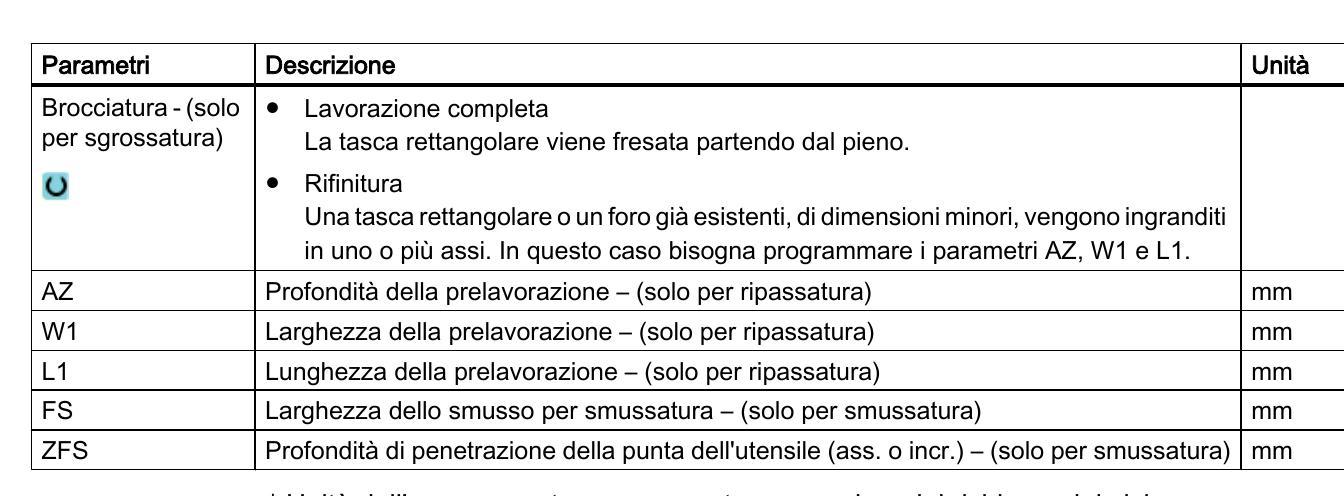 Parametri Descrizione Unità
Brocciatura - (solo
per sgrossatura)
● Lavorazione completa
La tasca rettangolare viene fresata partendo dal pieno.
● Rifinitura
Una tasca rettangolare o un foro già esistenti, di dimensioni minori, vengono ingranditi
in uno o più assi. In questo caso bisogna programmare i parametri AZ, W1 e L1.
AZ Profondità della prelavorazione – (solo per ripassatura) mm
W1 Larghezza della prelavorazione – (solo per ripassatura) mm
L1 Lunghezza della prelavorazione – (solo per ripassatura) mm
FS Larghezza dello smusso per smussatura – (solo per smussatura) mm
ZFS Profondità di penetrazione della punta dell'utensile (ass. o incr.) – (solo per smussatura) mm